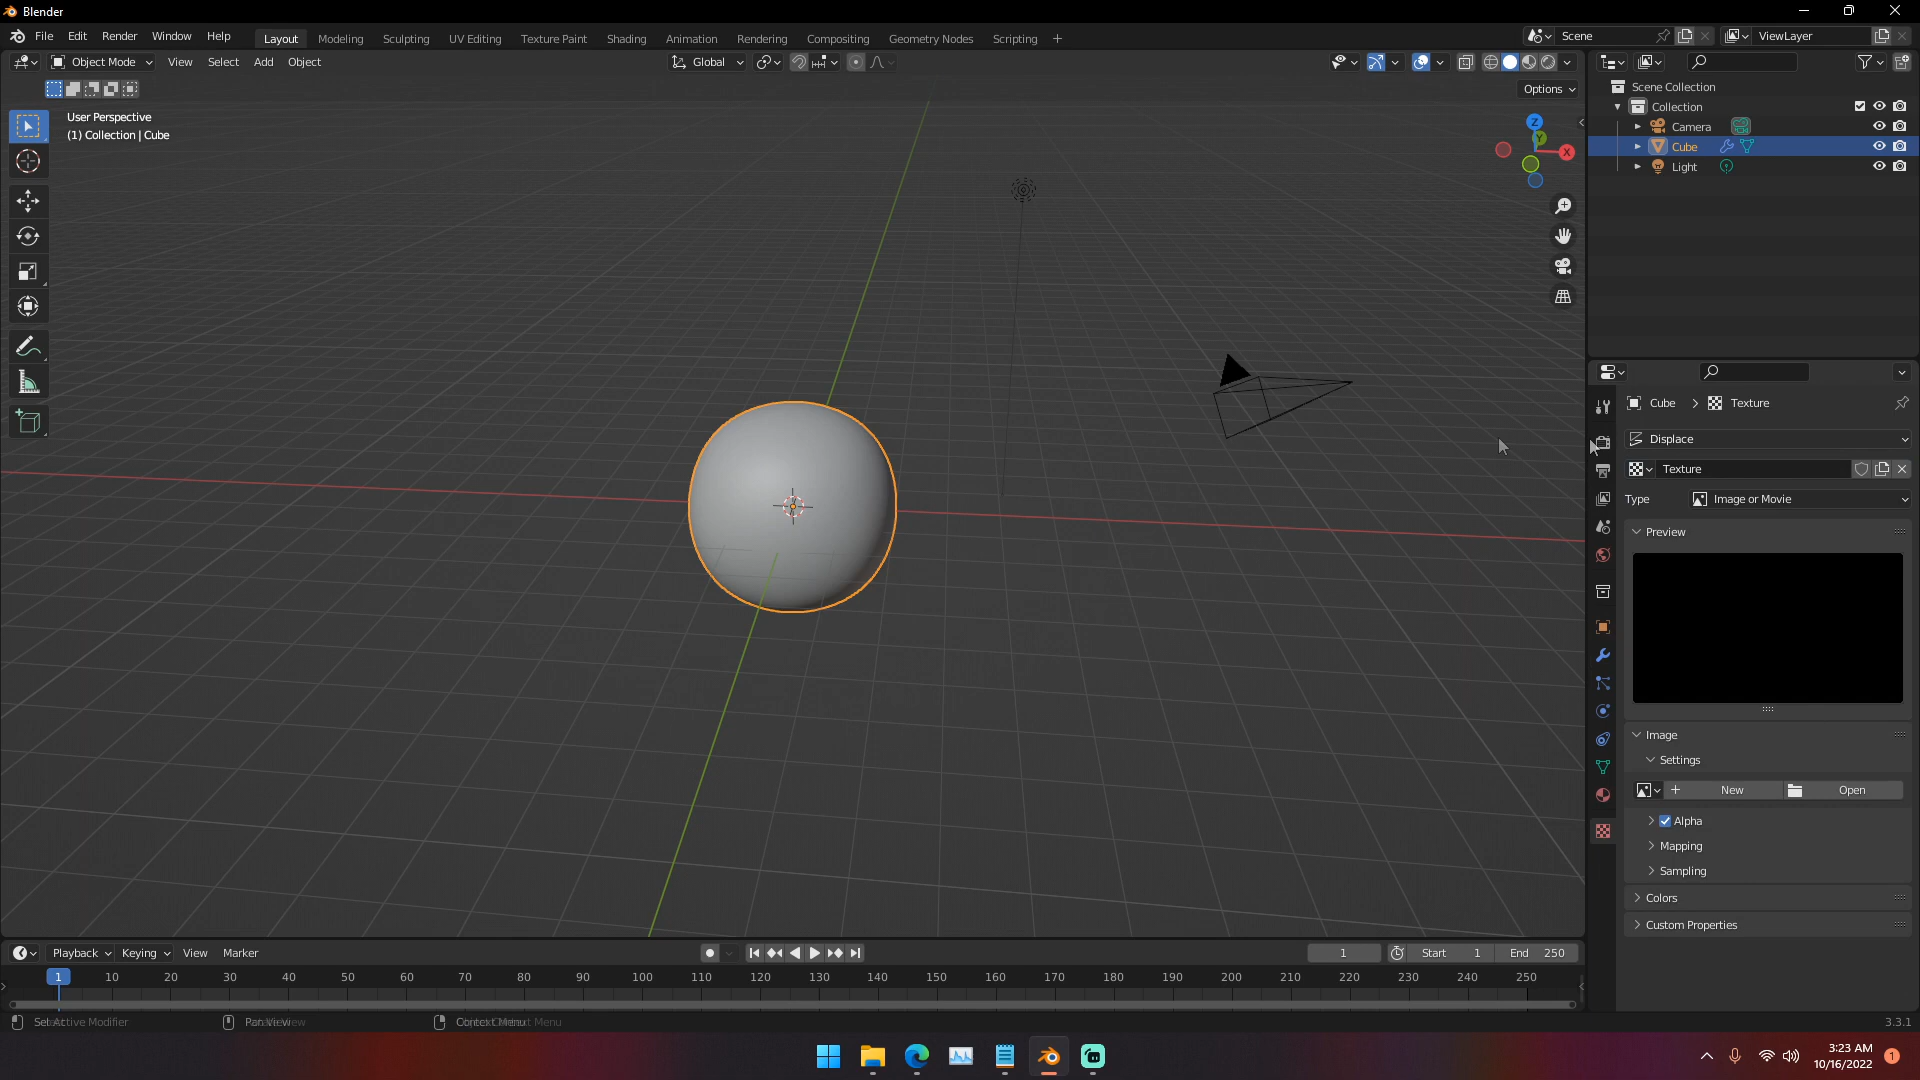 Blender
File Edit Render Window Help
Layout Modeling Sculpting UV Editing Texture Paint Shading Animation Rendering Compositing Geometry Nodes Scripting
Scene
ViewLayer
Object Mode View Select Add Object
Global
Options
User Perspective
(1) Collection | Cube
Z
Y
X
Scene Collection
Collection
Camera
Cube
Light
Cube > Texture
Displace
Texture
Type Image or Movie
Preview
Image
Settings
New Open
Alpha
Mapping
Sampling
Colors
Custom Properties
Playback Keying View Marker
1 Start 1 End 250
1 10 20 30 40 50 60 70 80 90 100 110 120 130 140 150 160 170 180 190 200 210 220 230 240 250
3.3.1
3:23 AM
10/16/2022
1